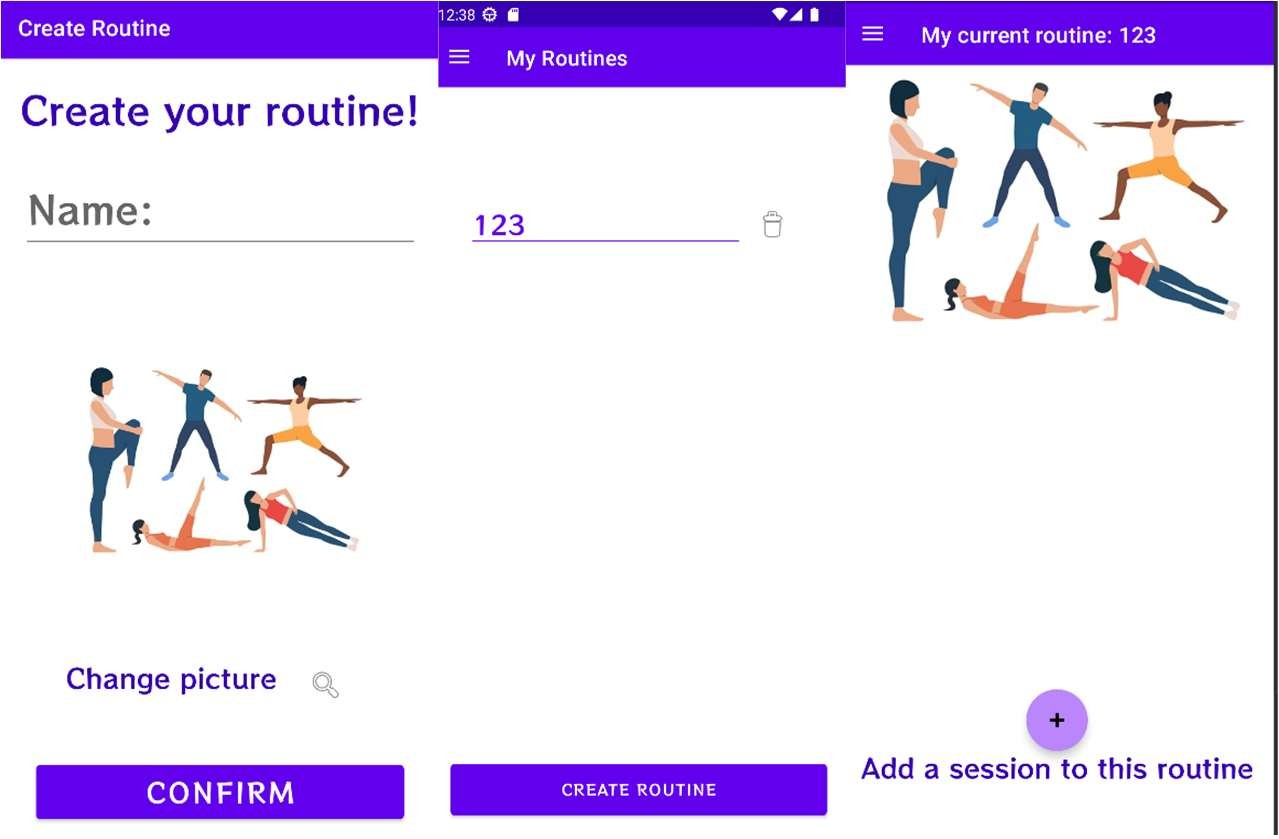 Create Routine
Create your routine!
Name:
Change picture
CONFIRM
12:38
My Routines
123
CREATE ROUTINE
My current routine: 123
+
Add a session to this routine